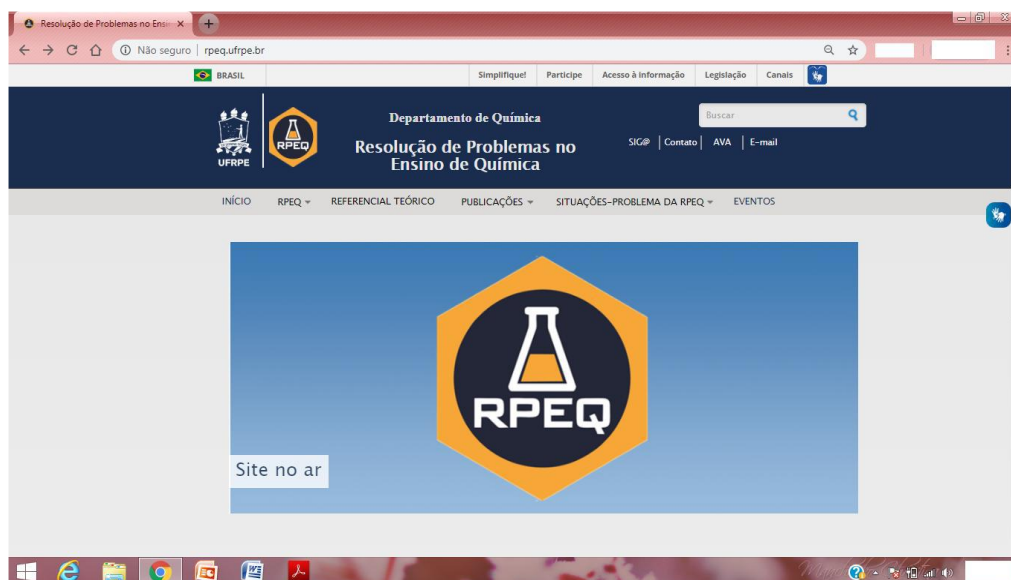 Resolução de Problemas no Ensi
Não seguro | rpeq.ufrpe.br
BRASIL Simplifique! Participe Acesso à informação Legislação Canais
UFRPE
RPEQ
Departamento de Química
Resolução de Problemas no
Ensino de Química
Buscar
SIG@ | Contato | AVA | E-mail
INÍCIO RPEQ REFERENCIAL TEÓRICO PUBLICAÇÕES SITUAÇÕES-PROBLEMA DA RPEQ EVENTOS
RPEQ
Site no ar